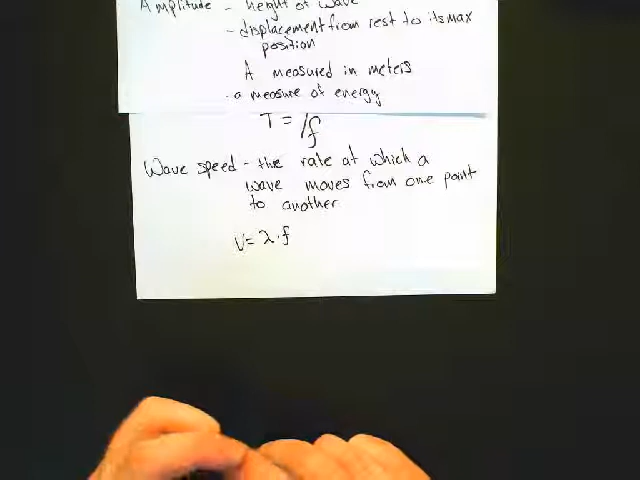 Amplitude - height of wave
- displacement from rest to its max
position
A measured in meters
- a measure of energy
T = 1/f
Wave speed - the rate at which a
wave moves from one point
to another
v = λ·f